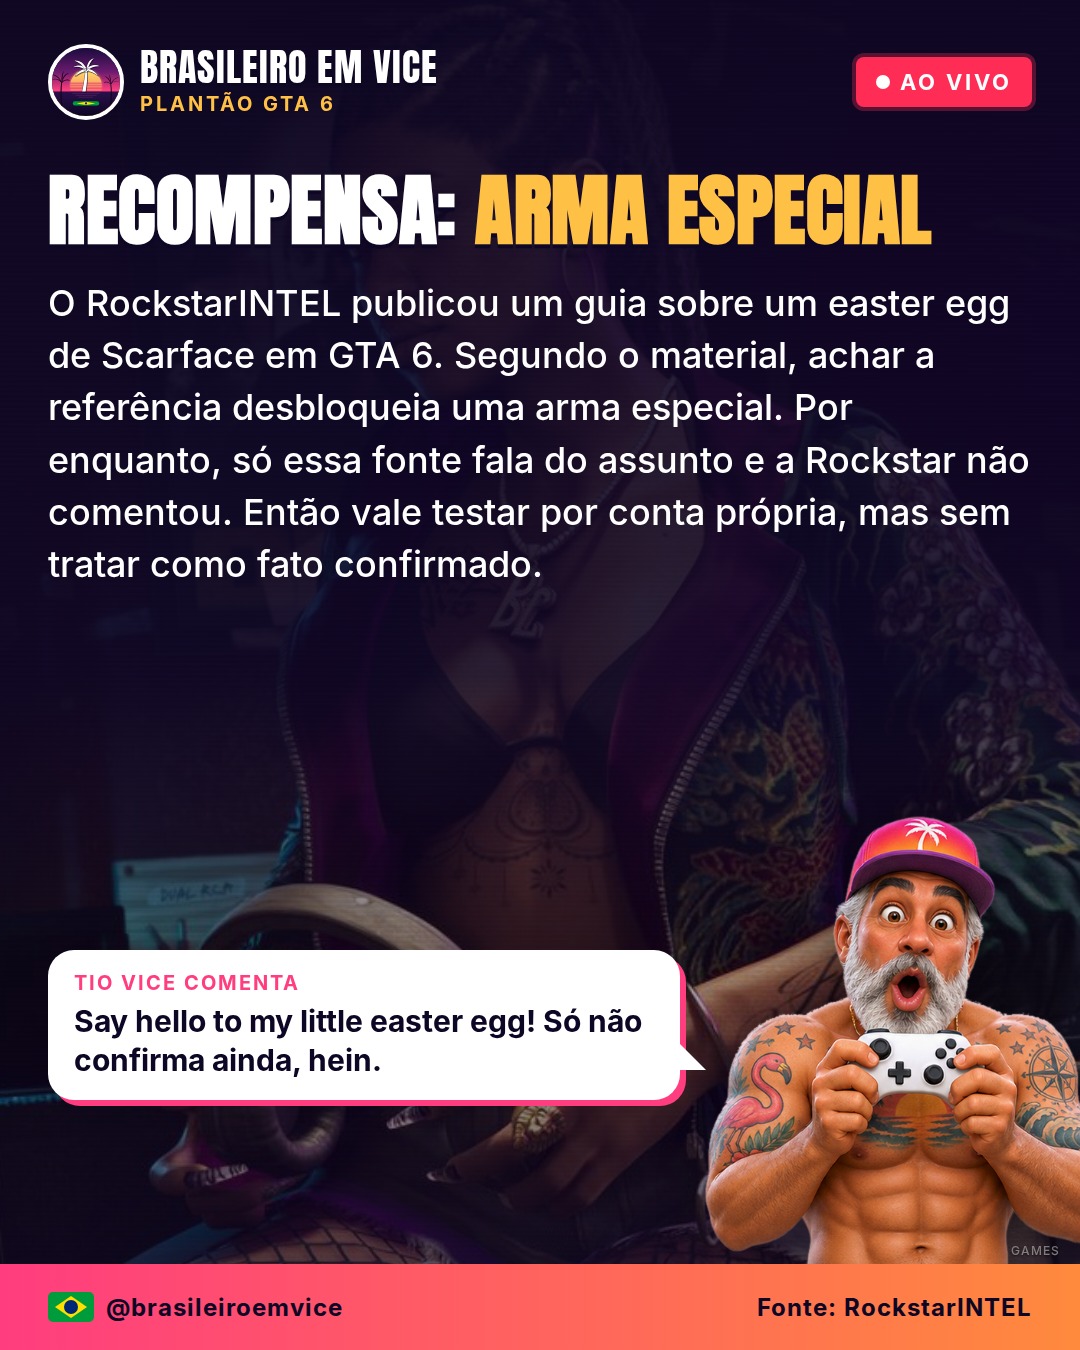 BRASILEIRO EM VICE
PLANTÃO GTA 6
AO VIVO
RECOMPENSA: ARMA ESPECIAL
O RockstarINTEL publicou um guia sobre um easter egg
de Scarface em GTA 6. Segundo o material, achar a
referência desbloqueia uma arma especial. Por
enquanto, só essa fonte fala do assunto e a Rockstar não
comentou. Então vale testar por conta própria, mas sem
tratar como fato confirmado.
BC
DUAL RCA
TIO VICE COMENTA
Say hello to my little easter egg! Só não
confirma ainda, hein.
GAMES
@brasileiroemvice
Fonte: RockstarINTEL